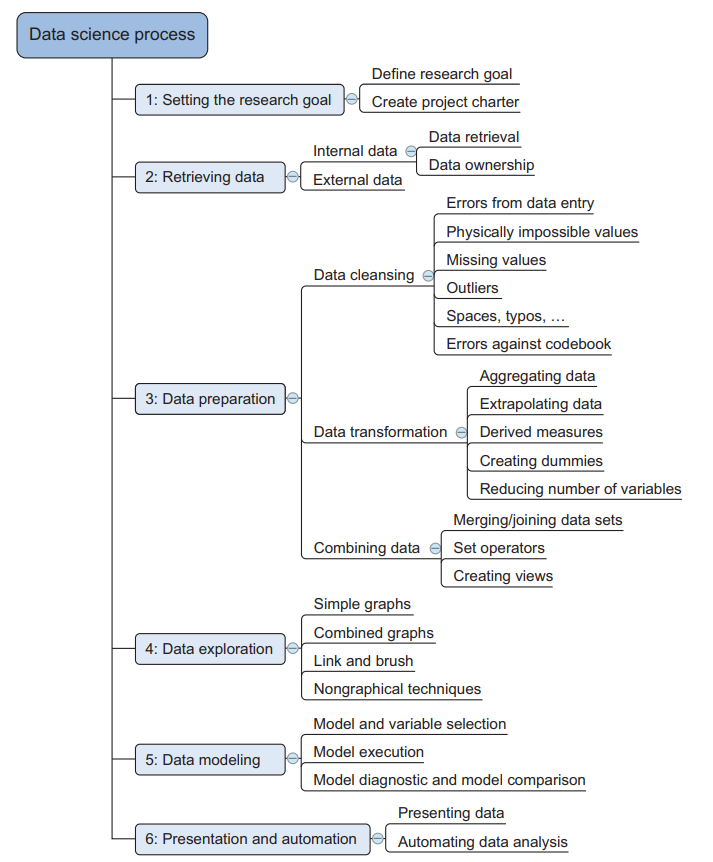 Data science process
1: Setting the research goal
Define research goal
Create project charter
2: Retrieving data
Internal data
Data retrieval
Data ownership
External data
3: Data preparation
Data cleansing
Errors from data entry
Physically impossible values
Missing values
Outliers
Spaces, typos, …
Errors against codebook
Data transformation
Aggregating data
Extrapolating data
Derived measures
Creating dummies
Reducing number of variables
Combining data
Merging/joining data sets
Set operators
Creating views
4: Data exploration
Simple graphs
Combined graphs
Link and brush
Nongraphical techniques
5: Data modeling
Model and variable selection
Model execution
Model diagnostic and model comparison
6: Presentation and automation
Presenting data
Automating data analysis